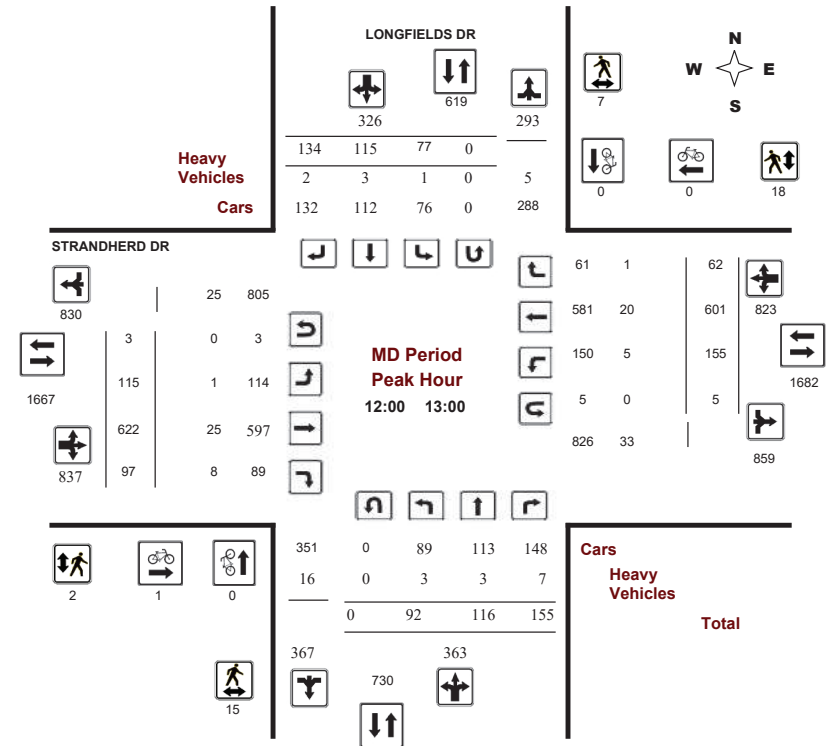 LONGFIELDS DR
N
W E
S
619
7
326 293
134 115 77 0
Heavy
Vehicles
2 3 1 0 5
Cars
132 112 76 0 288
0 0 18
STRANDHERD DR
830
25 805
61 1 62
823
581 20 601
3 0 3
MD Period
Peak Hour
12:00 13:00
1667
115 1 114
150 5 155
1682
5 0 5
622 25 597
826 33
859
837
97 8 89
351 0 89 113 148
Cars
16 0 3 3 7
Heavy
Vehicles
2 1 0
0 92 116 155
Total
367 363
730
15